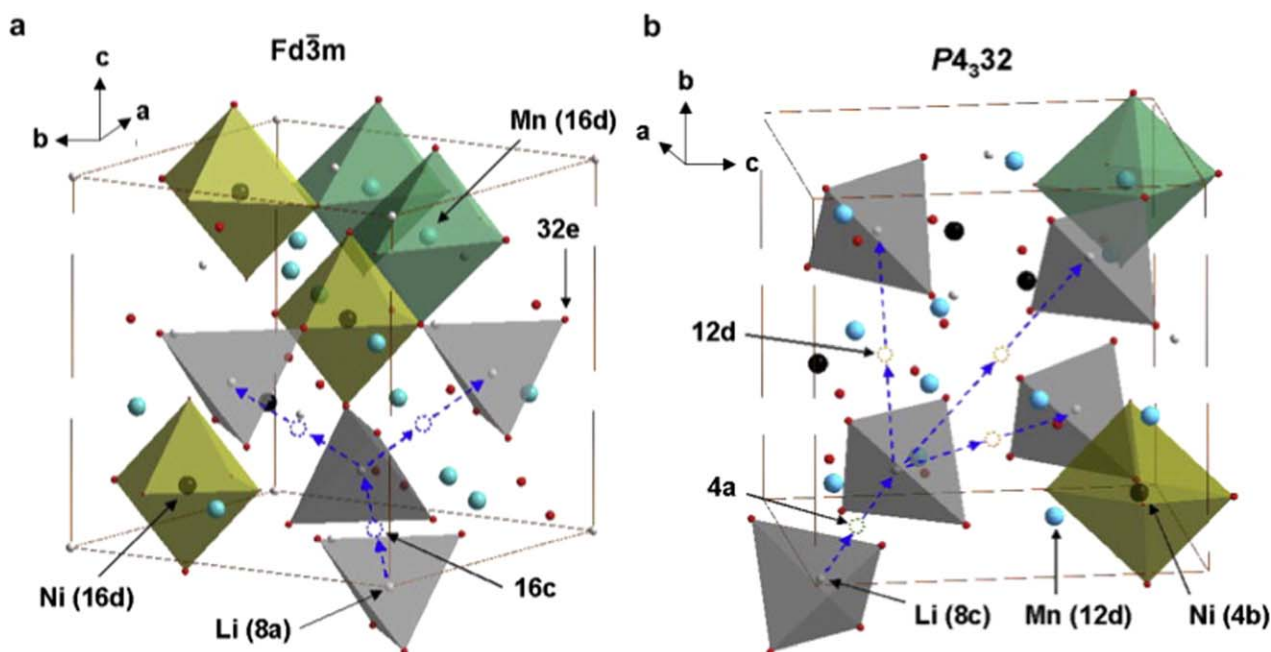 a
Fd3̄m
c
a
b
Mn (16d)
32e
Ni (16d)
Li (8a)
16c
b
P4₃32
b
a
c
12d
4a
Li (8c)
Mn (12d)
Ni (4b)